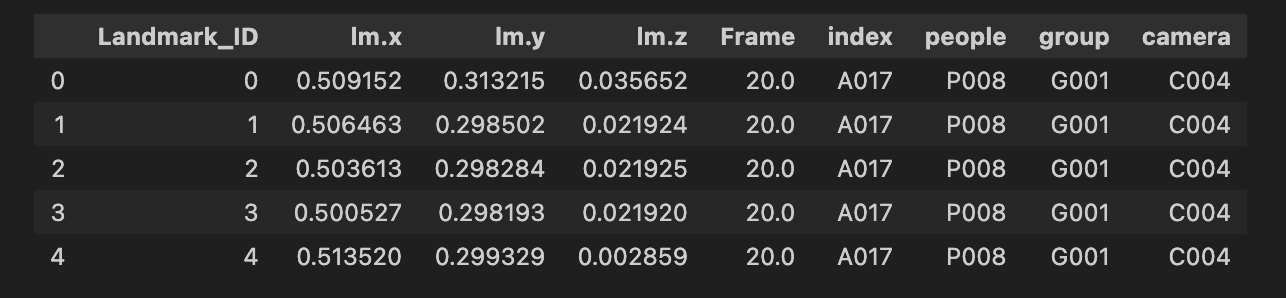 Landmark_ID lm.x lm.y lm.z Frame index people group camera
0 0 0.509152 0.313215 0.035652 20.0 A017 P008 G001 C004
1 1 0.506463 0.298502 0.021924 20.0 A017 P008 G001 C004
2 2 0.503613 0.298284 0.021925 20.0 A017 P008 G001 C004
3 3 0.500527 0.298193 0.021920 20.0 A017 P008 G001 C004
4 4 0.513520 0.299329 0.002859 20.0 A017 P008 G001 C004